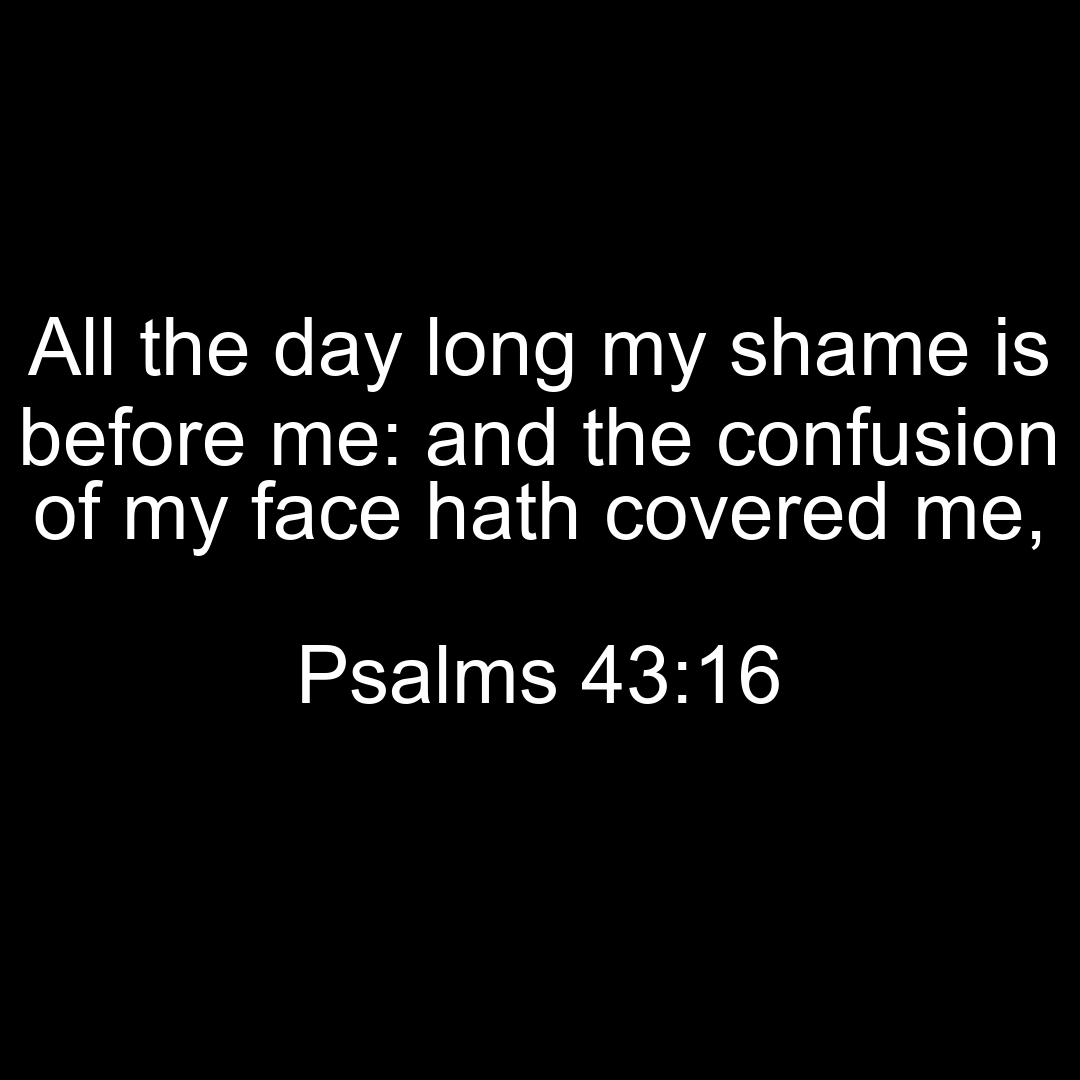 All the day long my shame is
before me: and the confusion
of my face hath covered me,
Psalms 43:16